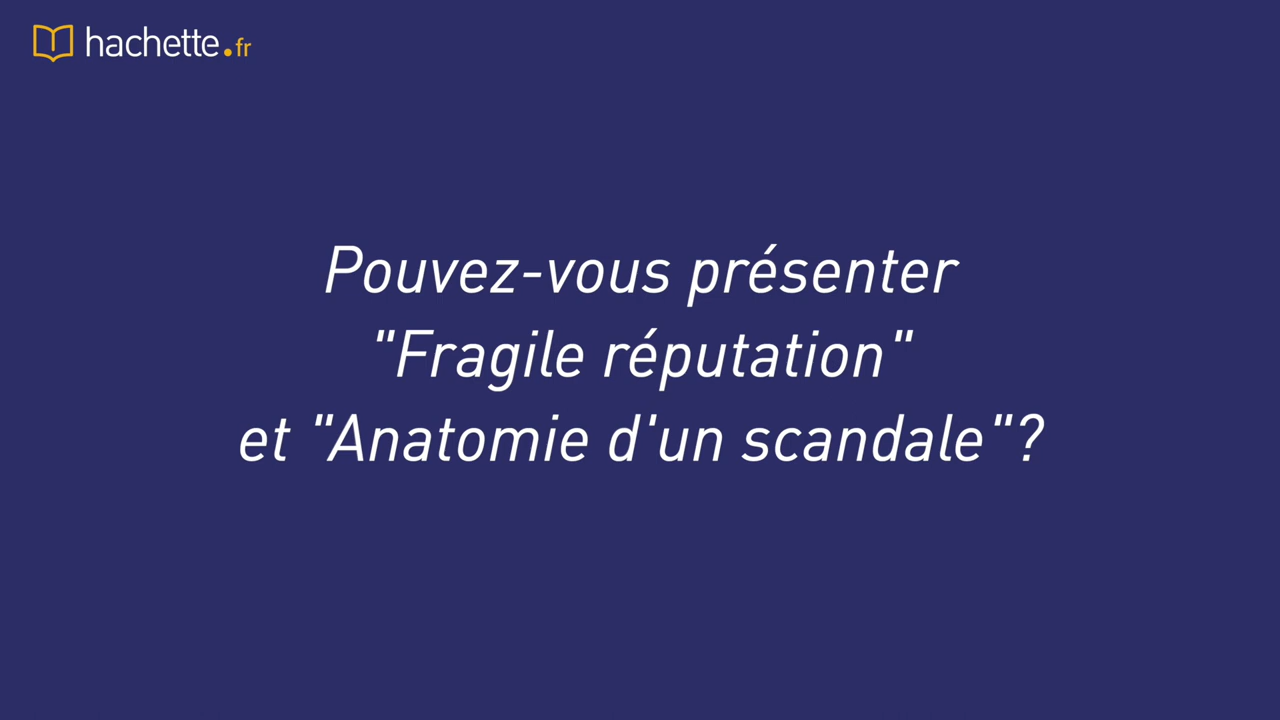 hachette.fr
Pouvez-vous présenter
"Fragile réputation"
et "Anatomie d'un scandale"?